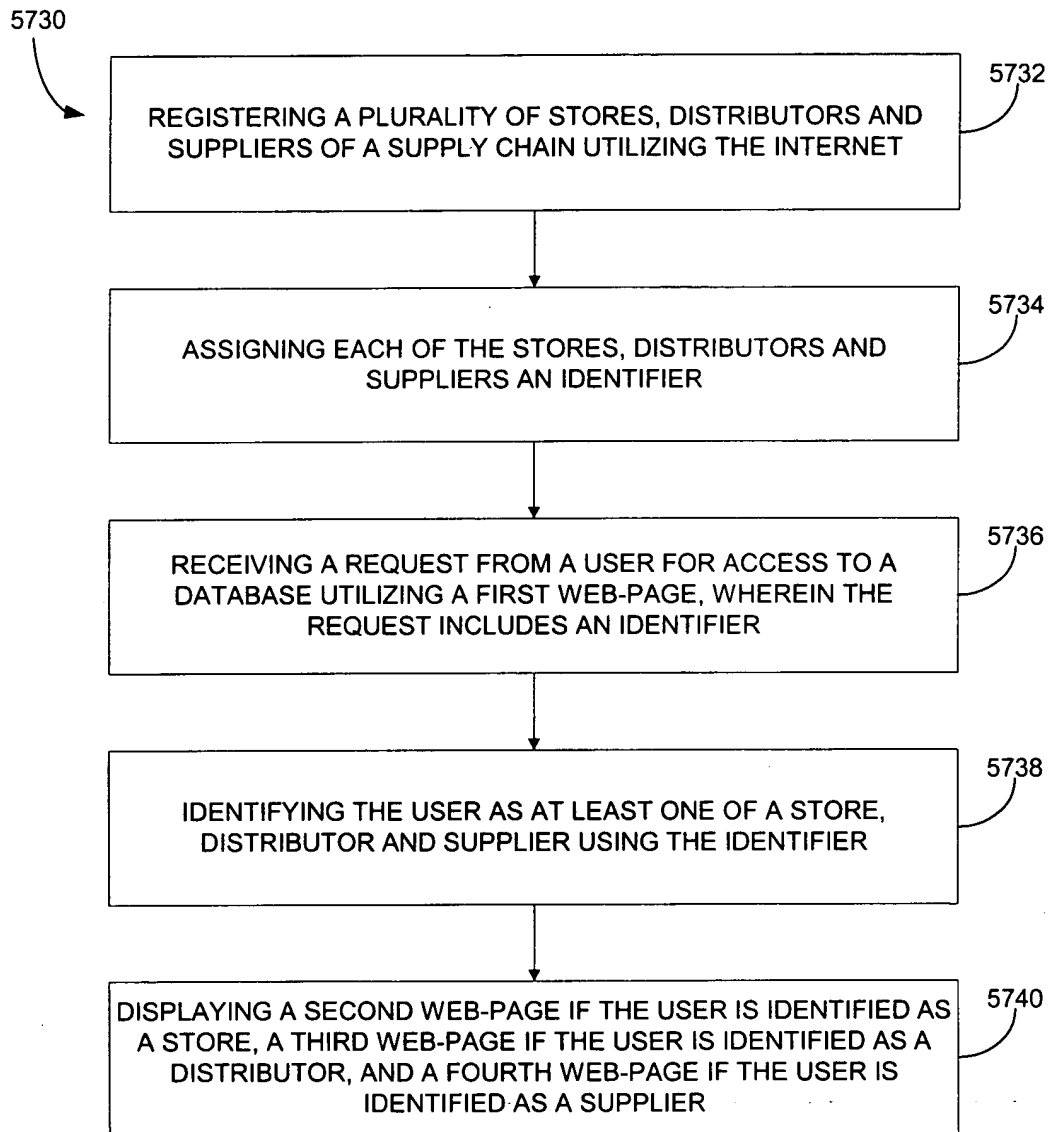 5730
5732
REGISTERING A PLURALITY OF STORES, DISTRIBUTORS AND
SUPPLIERS OF A SUPPLY CHAIN UTILIZING THE INTERNET
5734
ASSIGNING EACH OF THE STORES, DISTRIBUTORS AND
SUPPLIERS AN IDENTIFIER
5736
RECEIVING A REQUEST FROM A USER FOR ACCESS TO A
DATABASE UTILIZING A FIRST WEB-PAGE, WHEREIN THE
REQUEST INCLUDES AN IDENTIFIER
5738
IDENTIFYING THE USER AS AT LEAST ONE OF A STORE,
DISTRIBUTOR AND SUPPLIER USING THE IDENTIFIER
5740
DISPLAYING A SECOND WEB-PAGE IF THE USER IS IDENTIFIED AS
A STORE, A THIRD WEB-PAGE IF THE USER IS IDENTIFIED AS A
DISTRIBUTOR, AND A FOURTH WEB-PAGE IF THE USER IS
IDENTIFIED AS A SUPPLIER